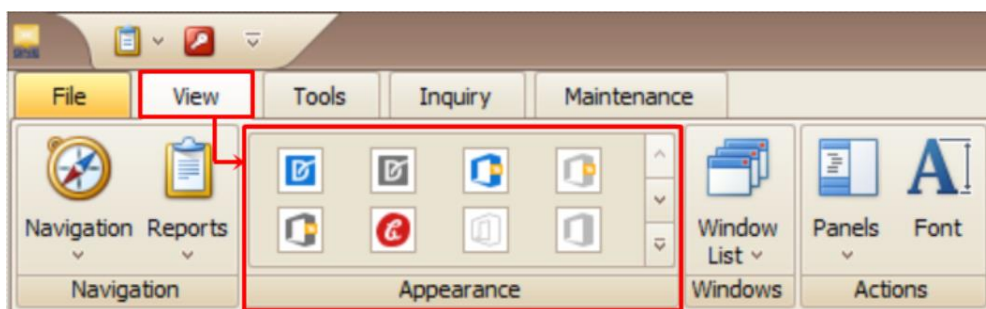 File View Tools Inquiry Maintenance
Navigation Reports Window List Panels Font
Navigation Appearance Windows Actions